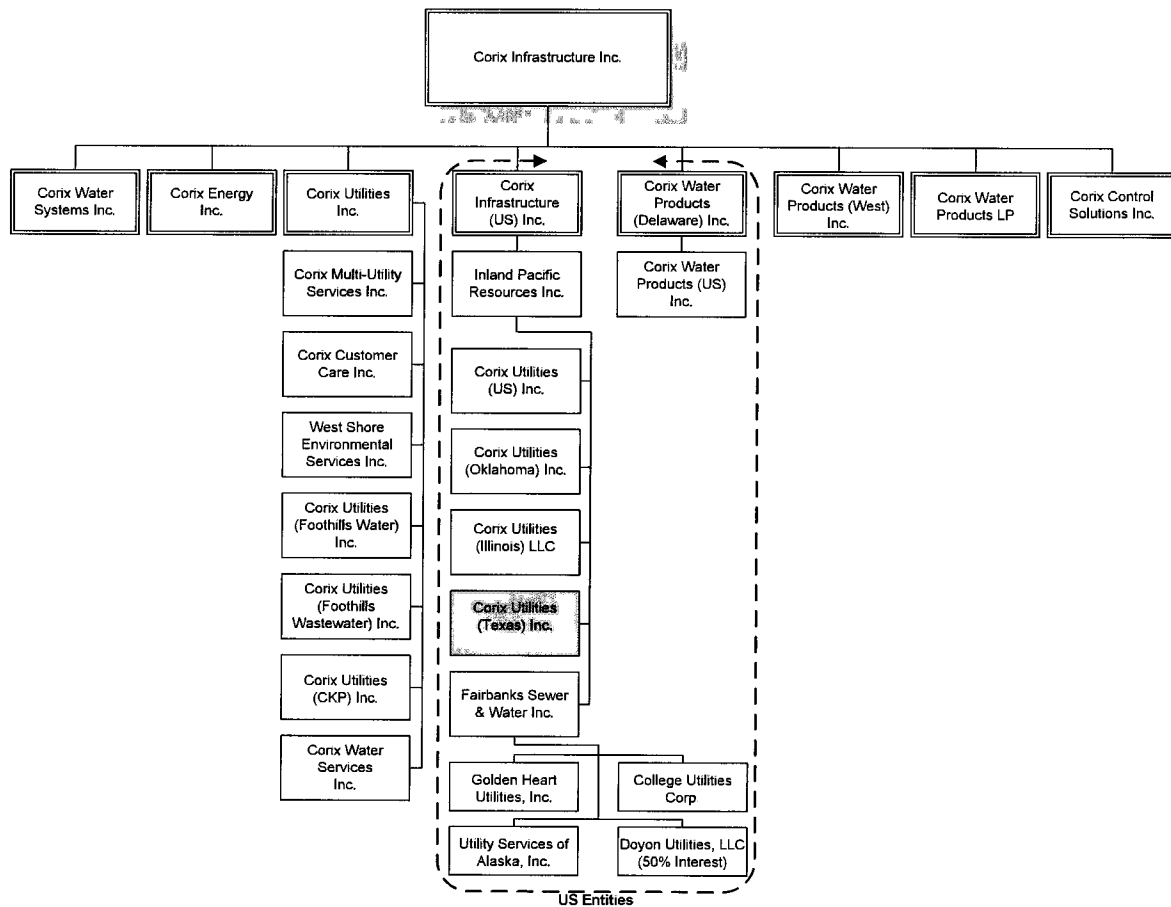 Corix Infrastructure Inc.
Corix Water
Systems Inc.
Corix Energy
Inc.
Corix Utilities
Inc.
Corix
Infrastructure
(US) Inc.
Corix Water
Products
(Delaware) Inc.
Corix Water
Products (West)
Inc.
Corix Water
Products LP
Corix Control
Solutions Inc.
Corix Multi-Utility
Services Inc.
Corix Customer
Care Inc.
West Shore
Environmental
Services Inc.
Corix Utilities
(Foothills Water)
Inc.
Corix Utilities
(Foothills
Wastewater) Inc.
Corix Utilities
(CKP) Inc.
Corix Water
Services
Inc.
Inland Pacific
Resources Inc.
Corix Utilities
(US) Inc.
Corix Utilities
(Oklahoma) Inc.
Corix Utilities
(Illinois) LLC
Corix Utilities
(Texas) Inc.
Fairbanks Sewer
& Water Inc.
Golden Heart
Utilities, Inc.
College Utilities
Corp
Utility Services of
Alaska, Inc.
Doyon Utilities, LLC
(50% Interest)
Corix Water
Products (US)
Inc.
US Entities